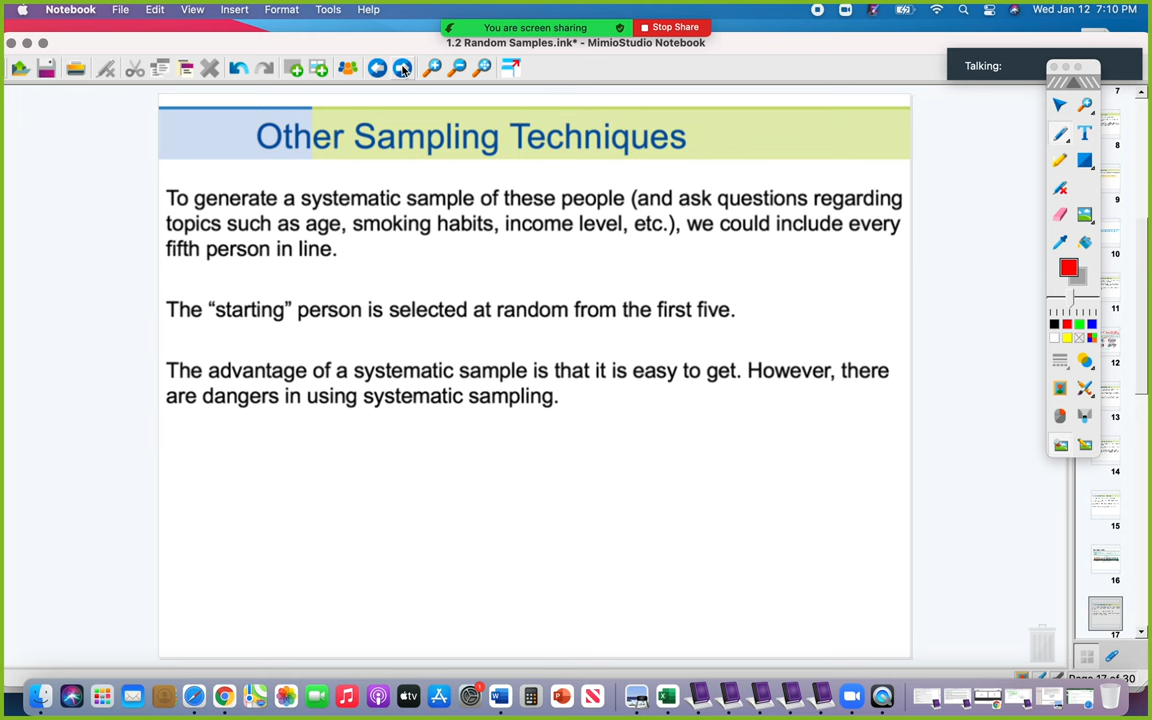 Notebook File Edit View Insert Format Tools Help Wed Jan 12 7:10 PM
You are screen sharing Stop Share
1.2 Random Samples.ink* - MimioStudio Notebook
Talking:
Other Sampling Techniques
To generate a systematic sample of these people (and ask questions regarding
topics such as age, smoking habits, income level, etc.), we could include every
fifth person in line.
The “starting” person is selected at random from the first five.
The advantage of a systematic sample is that it is easy to get. However, there
are dangers in using systematic sampling.
7
8
9
10
11
12
13
14
15
16
17
Page 17 of 30
tv